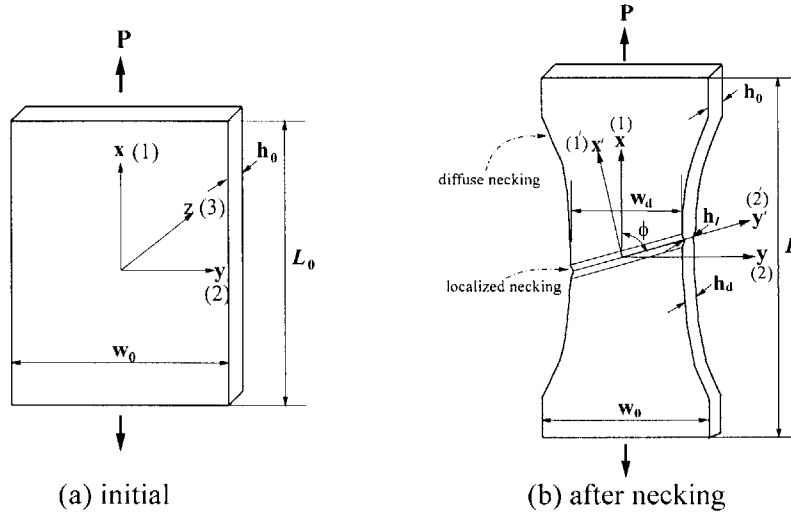 P
x (1)
z (3)
y
(2)
h₀
L₀
w₀
(a) initial
P
h₀
(1)
(1′) x′ x
diffuse necking
w_d
(2′)
y′
h_l
ϕ
y
(2)
localized necking
h_d
w₀
(b) after necking